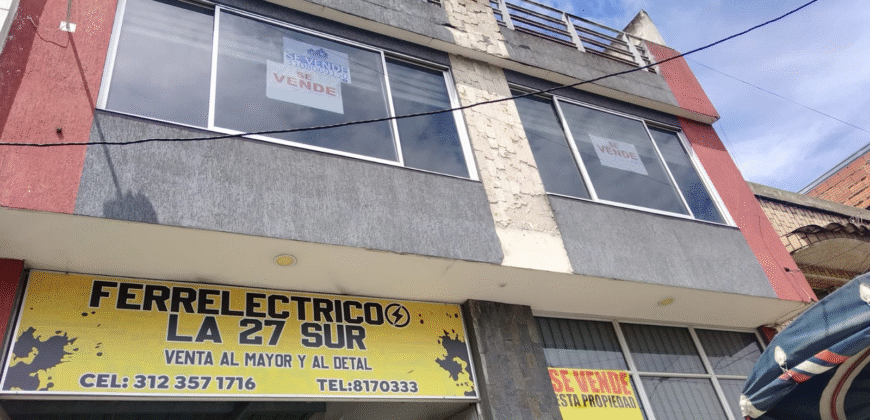 SE VENDE
SE
VENDE
SE VENDE
FERRELECTRICO
LA 27 SUR
VENTA AL MAYOR Y AL DETAL
CEL: 312 357 1716
TEL:8170333
SE VENDE
ESTA PROPIEDAD